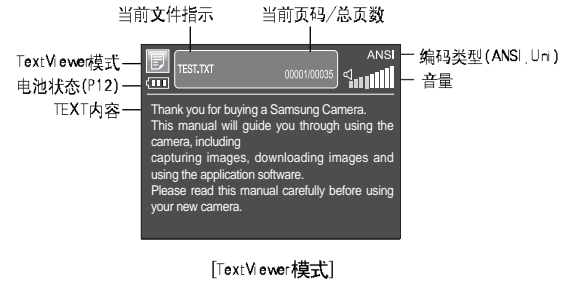 当前文件指示 当前页码/总页数
TextViewer模式
电池状态(P12)
TEXT内容
TEST.TXT
00001/00035
ANSI
编码类型(ANSI,Uni)
音量
Thank you for buying a Samsung Camera.
This manual will guide you through using the
camera, including
capturing images, downloading images and
using the application software.
Please read this manual carefully before using
your new camera.
[TextViewer模式]